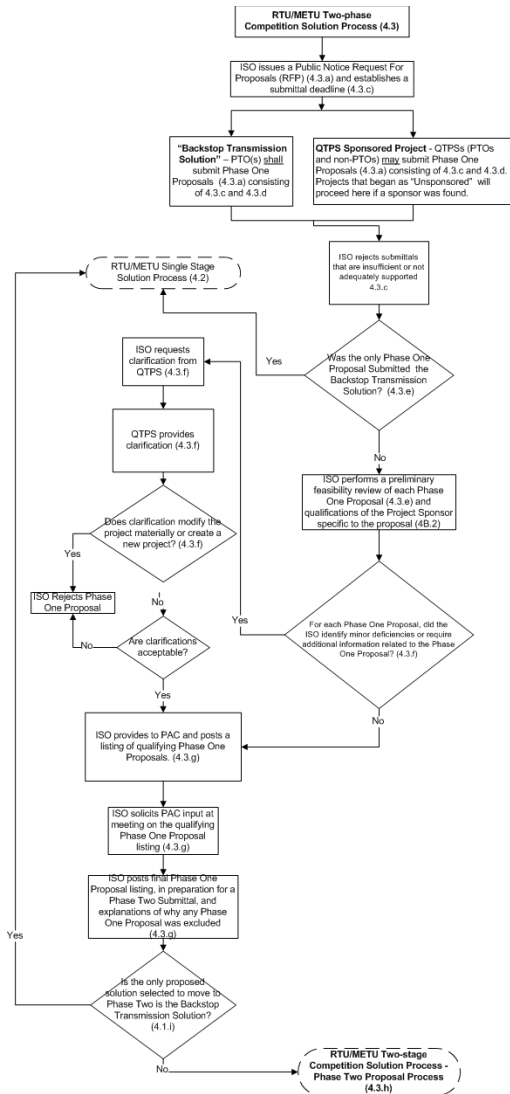 RTU/METU Two-phase
Competition Solution Process (4.3)
ISO issues a Public Notice Request For
Proposals (RFP) (4.3.a) and establishes a
submittal deadline (4.3.c)
“Backstop Transmission
Solution” – PTO(s) shall
submit Phase One
Proposals (4.3.a) consisting
of 4.3.c and 4.3.d
QTPS Sponsored Project - QTPSs (PTOs
and non-PTOs) may submit Phase One
Proposals (4.3.a) consisting of 4.3.c and 4.3.d.
Projects that began as “Unsponsored” will
proceed here if a sponsor was found.
ISO rejects submittals
that are insufficient or not
adequately supported
4.3.c
RTU/METU Single Stage
Solution Process (4.2)
Yes
Was the only Phase One
Proposal Submitted the
Backstop Transmission
Solution? (4.3.e)
No
ISO requests
clarification from
QTPS (4.3.f)
QTPS provides
clarification (4.3.f)
ISO performs a preliminary
feasibility review of each Phase
One Proposal (4.3.e) and
qualifications of the Project Sponsor
specific to the proposal (4B.2)
Does clarification modify
the project materially or create a
new project? (4.3.f)
Yes
ISO Rejects Phase
One Proposal
No
No
Are clarifications
acceptable?
Yes
Yes
For each Phase One Proposal, did the
ISO identify minor deficiencies or require
additional information related to the Phase
One Proposal? (4.3.f)
No
ISO provides to PAC and posts a
listing of qualifying Phase One
Proposals. (4.3.g)
ISO solicits PAC input at
meeting on the qualifying
Phase One Proposal
listing (4.3.g)
ISO posts final Phase One
Proposal listing, in preparation for a
Phase Two Submittal, and
explanations of why any Phase
One Proposal was excluded
(4.3.g)
Yes
Is the only proposed
solution selected to move to
Phase Two is the Backstop
Transmission Solution?
(4.1.i)
No
RTU/METU Two-stage
Competition Solution Process -
Phase Two Proposal Process
(4.3.h)